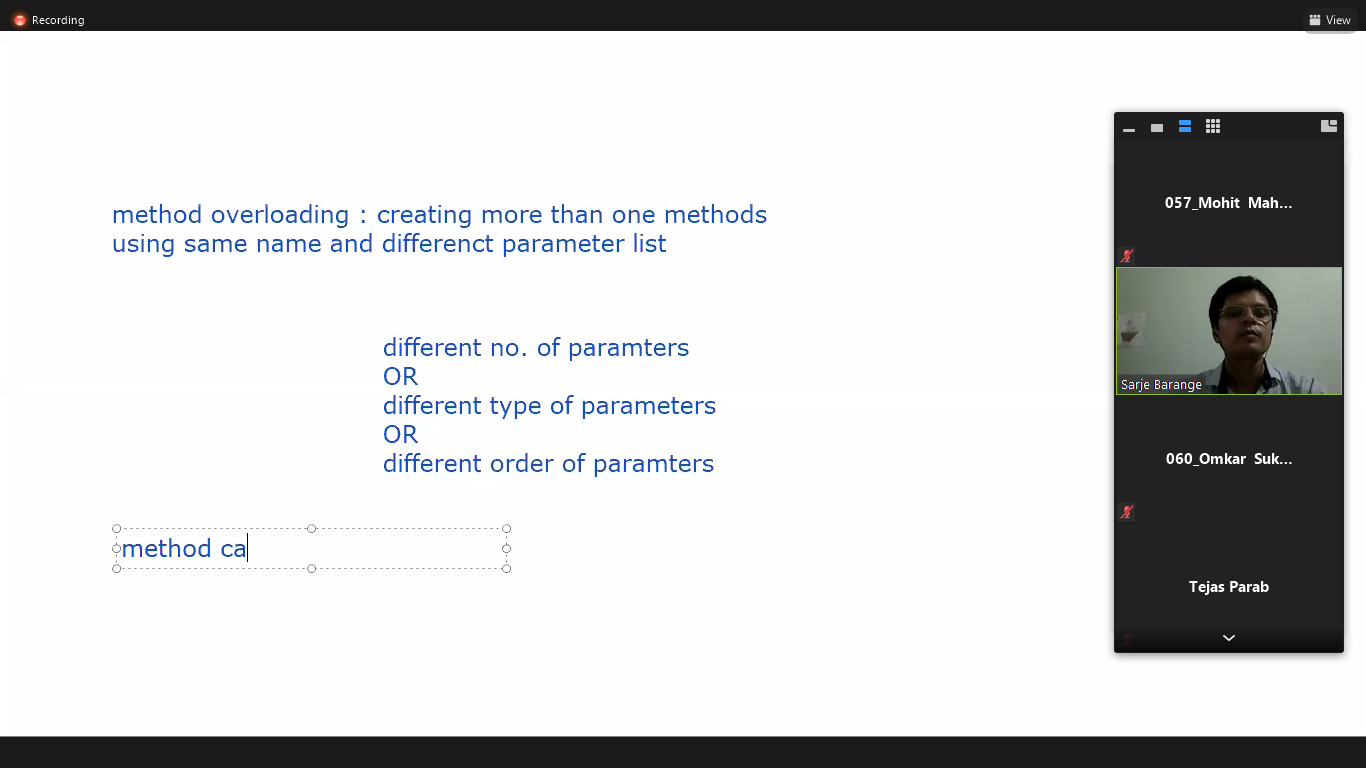 Recording
View
method overloading : creating more than one methods
using same name and differenct parameter list
different no. of paramters
OR
different type of parameters
OR
different order of paramters
method ca
057_Mohit Mah...
Sarje Barange
060_Omkar Suk...
Tejas Parab